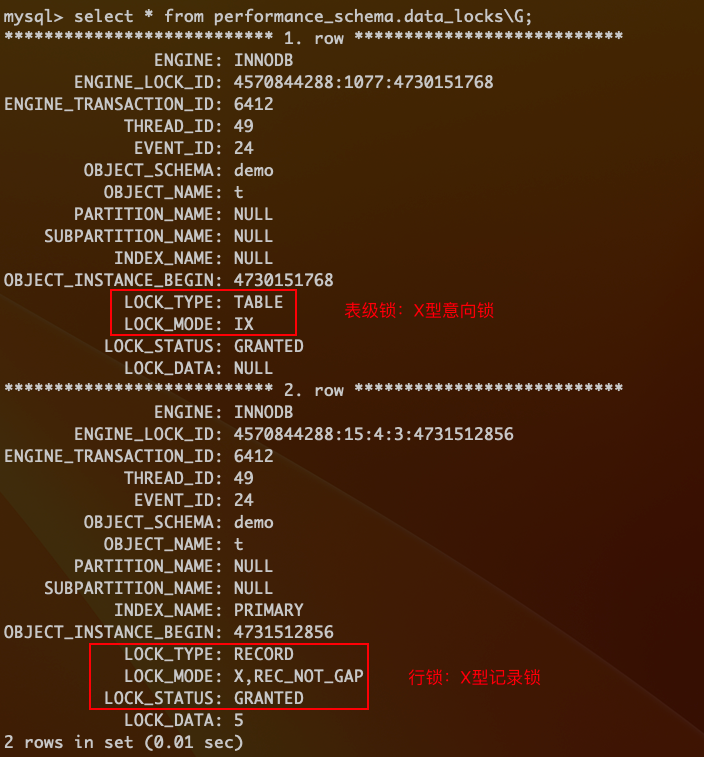 mysql> select * from performance_schema.data_locks\G;
*************************** 1. row ***************************
ENGINE: INNODB
ENGINE_LOCK_ID: 4570844288:1077:4730151768
ENGINE_TRANSACTION_ID: 6412
THREAD_ID: 49
EVENT_ID: 24
OBJECT_SCHEMA: demo
OBJECT_NAME: t
PARTITION_NAME: NULL
SUBPARTITION_NAME: NULL
INDEX_NAME: NULL
OBJECT_INSTANCE_BEGIN: 4730151768
LOCK_TYPE: TABLE
表级锁：X型意向锁
LOCK_MODE: IX
LOCK_STATUS: GRANTED
LOCK_DATA: NULL
*************************** 2. row ***************************
ENGINE: INNODB
ENGINE_LOCK_ID: 4570844288:15:4:3:4731512856
ENGINE_TRANSACTION_ID: 6412
THREAD_ID: 49
EVENT_ID: 24
OBJECT_SCHEMA: demo
OBJECT_NAME: t
PARTITION_NAME: NULL
SUBPARTITION_NAME: NULL
INDEX_NAME: PRIMARY
OBJECT_INSTANCE_BEGIN: 4731512856
LOCK_TYPE: RECORD
LOCK_MODE: X,REC_NOT_GAP
行锁：X型记录锁
LOCK_STATUS: GRANTED
LOCK_DATA: 5
2 rows in set (0.01 sec)